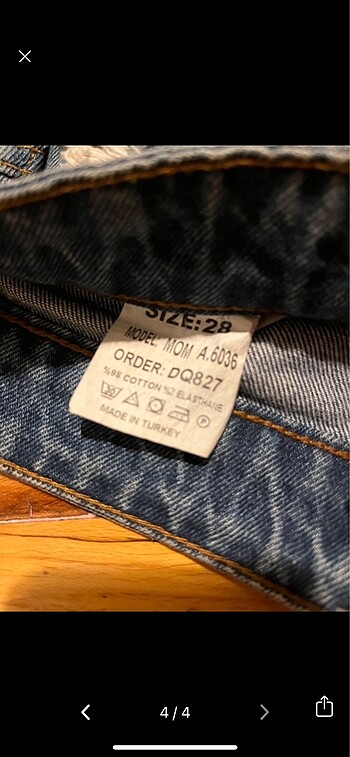 SIZE:28
MODEL: MOM A.6036
ORDER: DQ827
%98 COTTON %2 ELASTHANE
MADE IN TURKEY
4 / 4